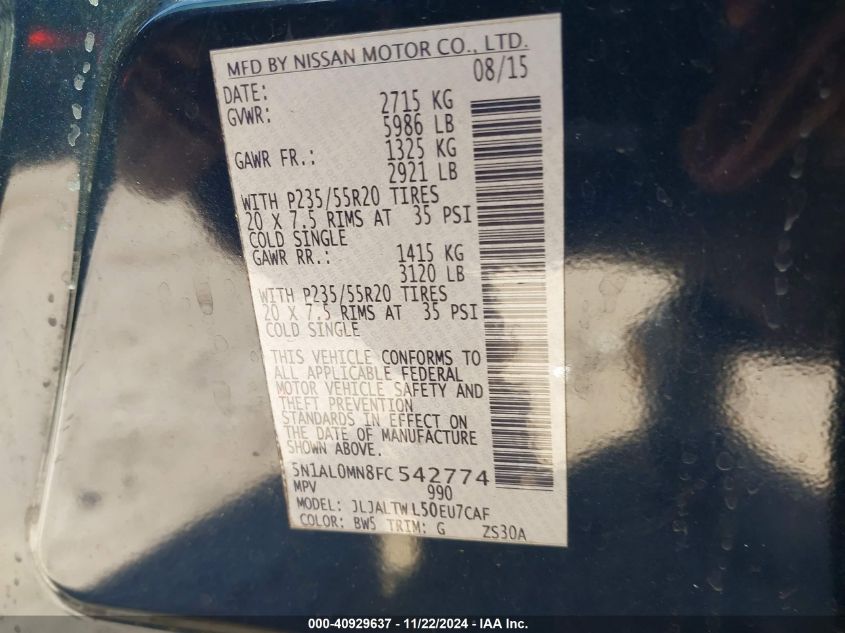 MFD BY NISSAN MOTOR CO., LTD.
DATE: 08/15
GVWR: 2715 KG
5986 LB
GAWR FR.: 1325 KG
2921 LB
WITH P235/55R20 TIRES
20 X 7.5 RIMS AT 35 PSI
COLD SINGLE
GAWR RR.: 1415 KG
3120 LB
WITH P235/55R20 TIRES
20 X 7.5 RIMS AT 35 PSI
COLD SINGLE
THIS VEHICLE CONFORMS TO
ALL APPLICABLE FEDERAL
MOTOR VEHICLE SAFETY AND
THEFT PREVENTION
STANDARDS IN EFFECT ON
THE DATE OF MANUFACTURE
SHOWN ABOVE.
5N1AL0MN8FC542774
MPV 990
MODEL: JLJALTWL50EU7CAF
COLOR: BW5 TRIM: G ZS30A
000-40929637 - 11/22/2024 - IAA Inc.